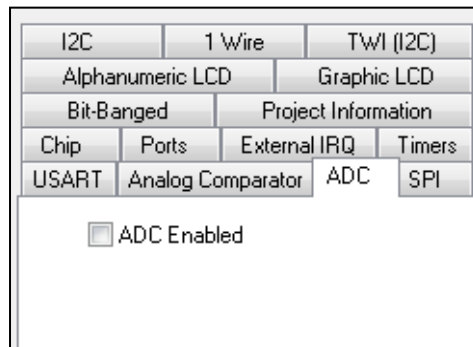 I2C 1 Wire TWI (I2C)
Alphanumeric LCD Graphic LCD
Bit-Banged Project Information
Chip Ports External IRQ Timers
USART Analog Comparator ADC SPI
ADC Enabled